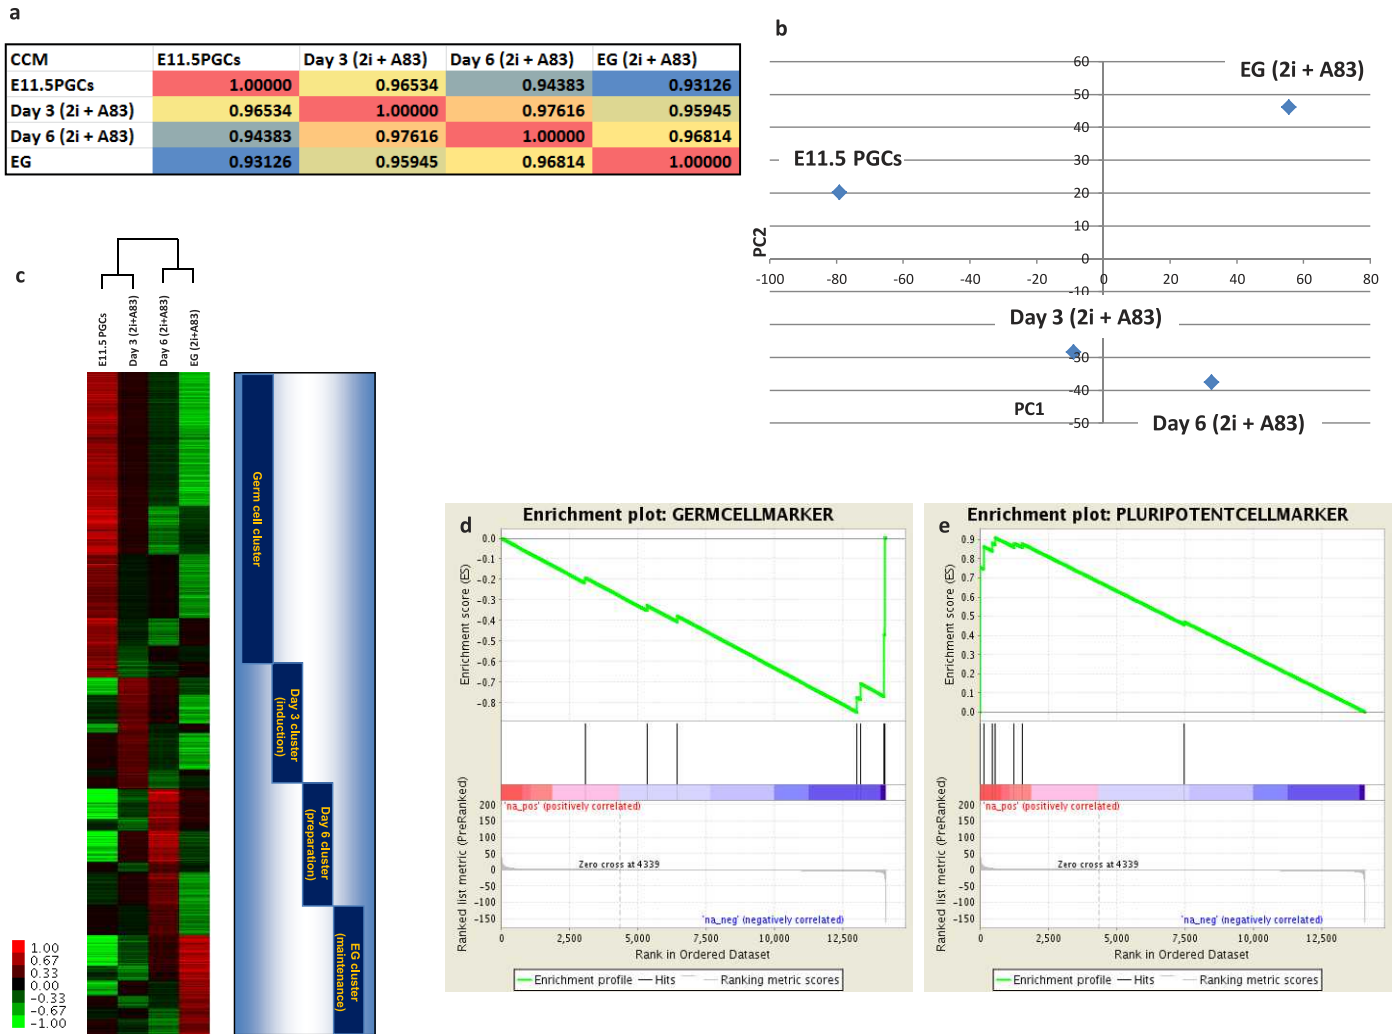 a
CCM E11.5PGCs Day 3 (2i + A83) Day 6 (2i + A83) EG (2i + A83)
E11.5PGCs 1.00000 0.96534 0.94383 0.93126
Day 3 (2i + A83) 0.96534 1.00000 0.97616 0.95945
Day 6 (2i + A83) 0.94383 0.97616 1.00000 0.96814
EG 0.93126 0.95945 0.96814 1.00000
b
60
50
40
30
20
10
0
-10
-30
-40
-50
-100 -80 -60 -40 -20 0 20 40 60 80
PC2
PC1
EG (2i + A83)
E11.5 PGCs
Day 3 (2i + A83)
Day 6 (2i + A83)
c
E11.5 PGCs
Day 3 (2i+A83)
Day 6 (2i+A83)
EG (2i+A83)
Germ cell cluster
Day 3 cluster
(induction)
Day 6 cluster
(preparation)
EG cluster
(maintenance)
1.00
0.67
0.33
0.00
-0.33
-0.67
-1.00
d
Enrichment plot: GERMCELLMARKER
Enrichment score (ES)
0.0
-0.1
-0.2
-0.3
-0.4
-0.5
-0.6
-0.7
-0.8
Ranked list metric (PreRanked)
200
150
100
50
0
-50
-100
-150
'na_pos' (positively correlated)
Zero cross at 4339
'na_neg' (negatively correlated)
0 2,500 5,000 7,500 10,000 12,500
Rank in Ordered Dataset
Enrichment profile Hits Ranking metric scores
e
Enrichment plot: PLURIPOTENTCELLMARKER
Enrichment score (ES)
0.9
0.8
0.7
0.6
0.5
0.4
0.3
0.2
0.1
0.0
Ranked list metric (PreRanked)
200
150
100
50
0
-50
-100
-150
'na_pos' (positively correlated)
Zero cross at 4339
'na_neg' (negatively correlated)
0 2,500 5,000 7,500 10,000 12,500
Rank in Ordered Dataset
Enrichment profile Hits Ranking metric scores